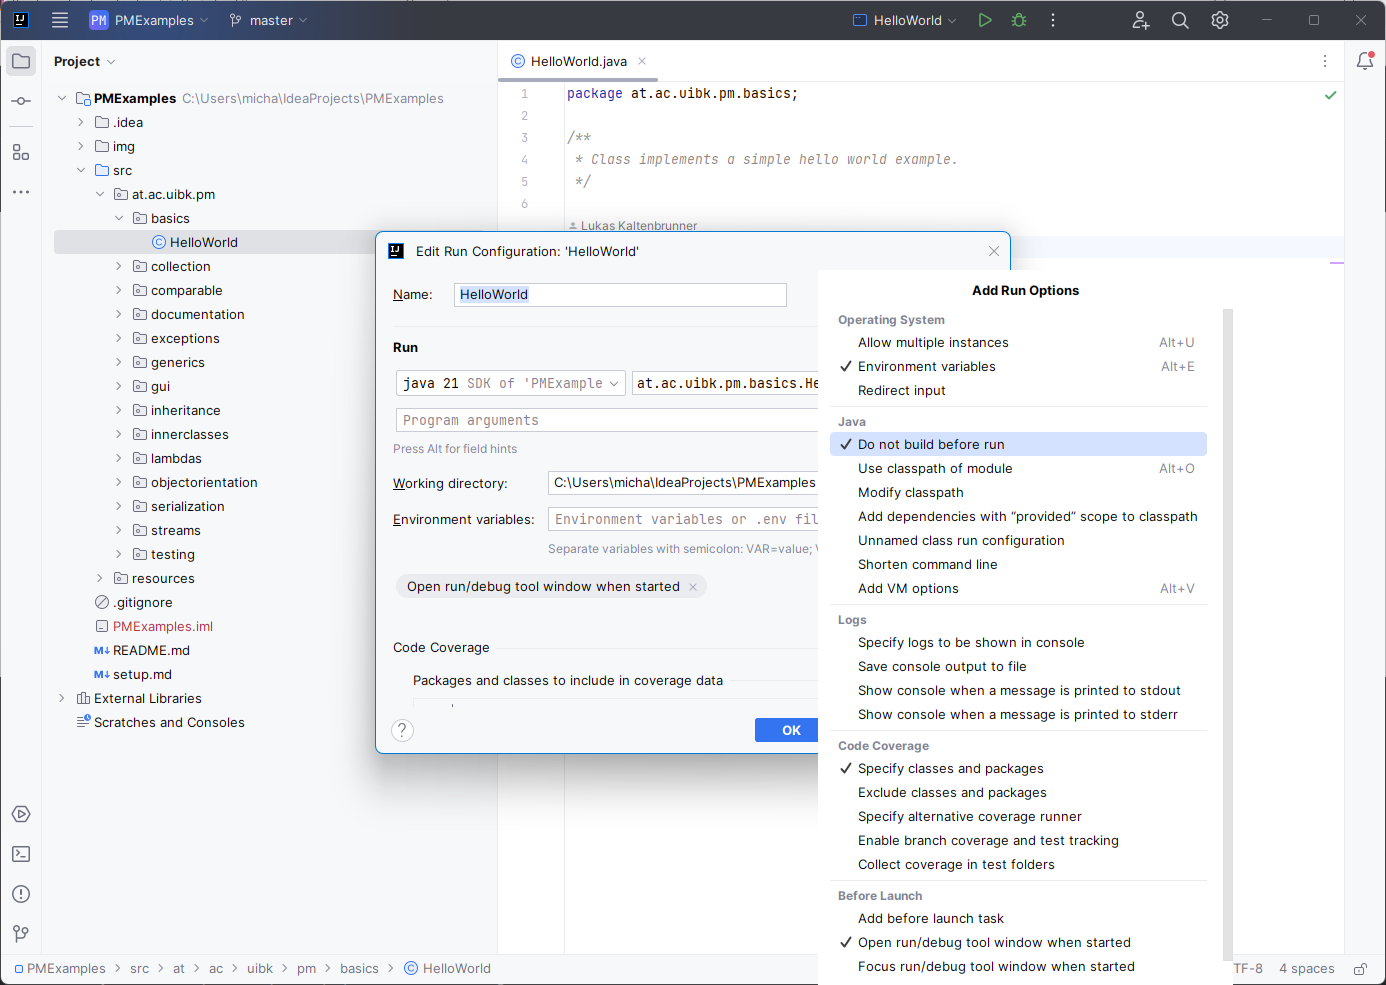 PM PMExamples master HelloWorld
Project
HelloWorld.java
PMExamples C:\Users\micha\IdeaProjects\PMExamples
.idea
img
src
at.ac.uibk.pm
basics
HelloWorld
collection
comparable
documentation
exceptions
generics
gui
inheritance
innerclasses
lambdas
objectorientation
serialization
streams
testing
resources
.gitignore
PMExamples.iml
M↓ README.md
M↓ setup.md
External Libraries
Scratches and Consoles
1 package at.ac.uibk.pm.basics;
2
3 /**
4 * Class implements a simple hello world example.
5 */
6
Lukas Kaltenbrunner
Edit Run Configuration: 'HelloWorld'
Name: HelloWorld
Run
java 21 SDK of 'PMExample at.ac.uibk.pm.basics.He
Program arguments
Press Alt for field hints
Working directory: C:\Users\micha\IdeaProjects\PMExamples
Environment variables: Environment variables or .env fil
Separate variables with semicolon: VAR=value;
Open run/debug tool window when started
Code Coverage
Packages and classes to include in coverage data
? OK
Add Run Options
Operating System
Allow multiple instances Alt+U
Environment variables Alt+E
Redirect input
Java
Do not build before run
Use classpath of module Alt+O
Modify classpath
Add dependencies with “provided” scope to classpath
Unnamed class run configuration
Shorten command line
Add VM options Alt+V
Logs
Specify logs to be shown in console
Save console output to file
Show console when a message is printed to stdout
Show console when a message is printed to stderr
Code Coverage
Specify classes and packages
Exclude classes and packages
Specify alternative coverage runner
Enable branch coverage and test tracking
Collect coverage in test folders
Before Launch
Add before launch task
Open run/debug tool window when started
Focus run/debug tool window when started
PMExamples > src > at > ac > uibk > pm > basics > HelloWorld
TF-8 4 spaces